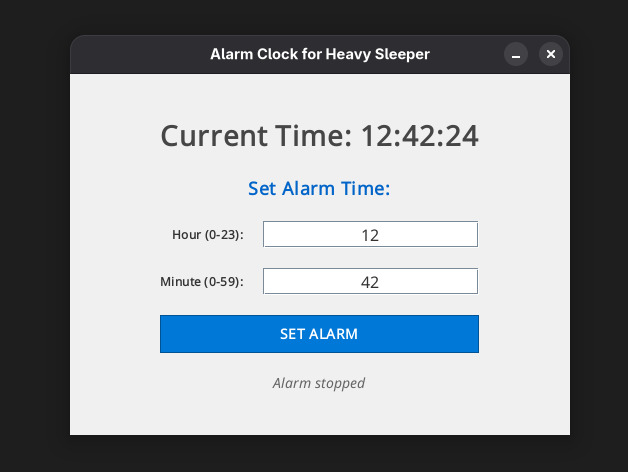 Alarm Clock for Heavy Sleeper
Current Time: 12:42:24
Set Alarm Time:
Hour (0-23): 12
Minute (0-59): 42
SET ALARM
Alarm stopped